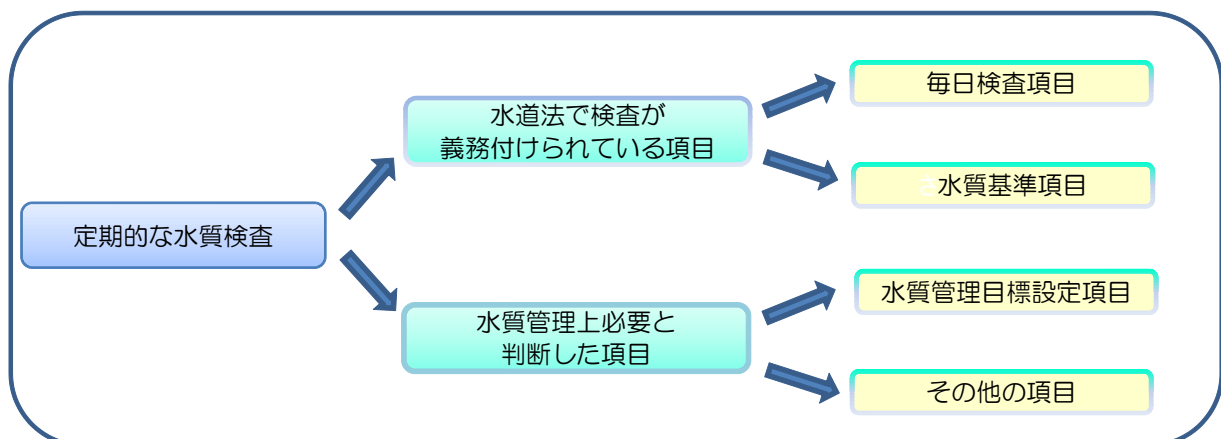 定期的な水質検査
水道法で検査が
義務付けられている項目
毎日検査項目
水質基準項目
水質管理上必要と
判断した項目
水質管理目標設定項目
その他の項目